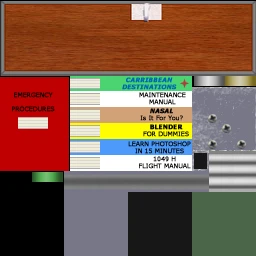 CARRIBBEAN
DESTINATIONS
MAINTENANCE
MANUAL
EMERGENCY
PROCEDURES
NASAL
Is It For You?
BLENDER
FOR DUMMIES
LEARN PHOTOSHOP
IN 15 MINUTES
1049 H
FLIGHT MANUAL